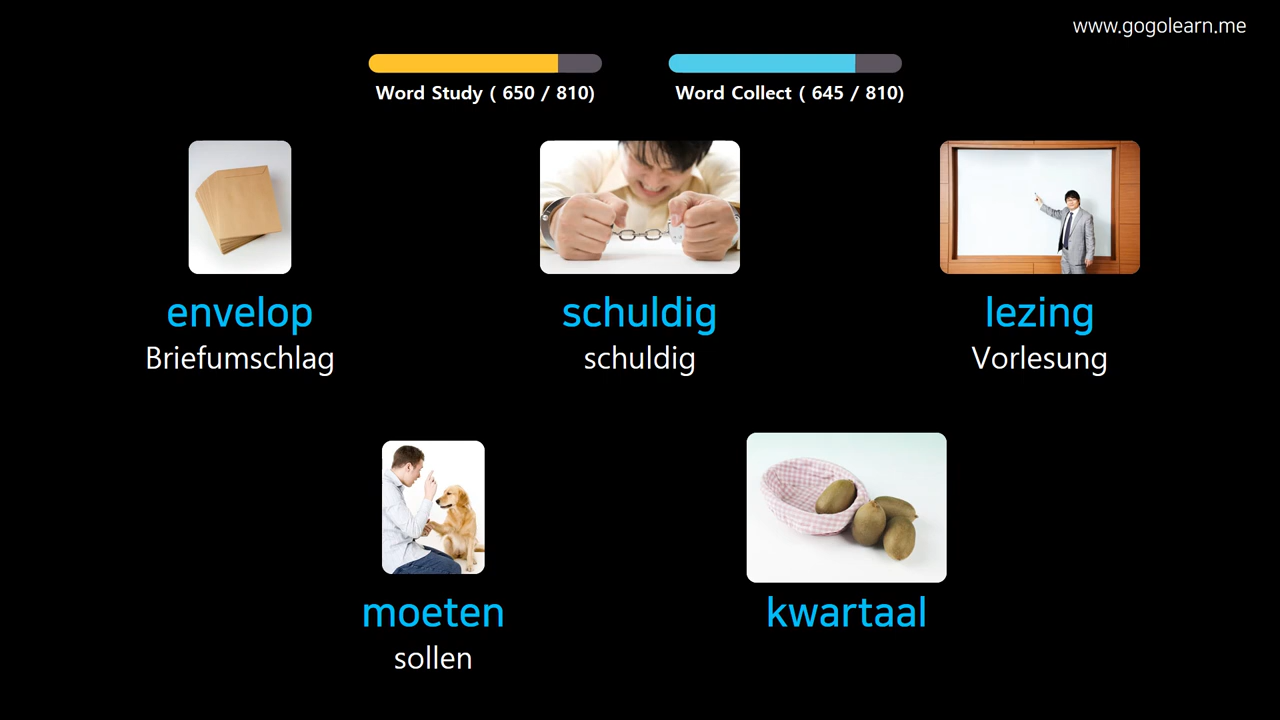 www.gogolearn.me
Word Study ( 650 / 810)
Word Collect ( 645 / 810)
envelop
Briefumschlag
schuldig
schuldig
lezing
Vorlesung
moeten
sollen
kwartaal